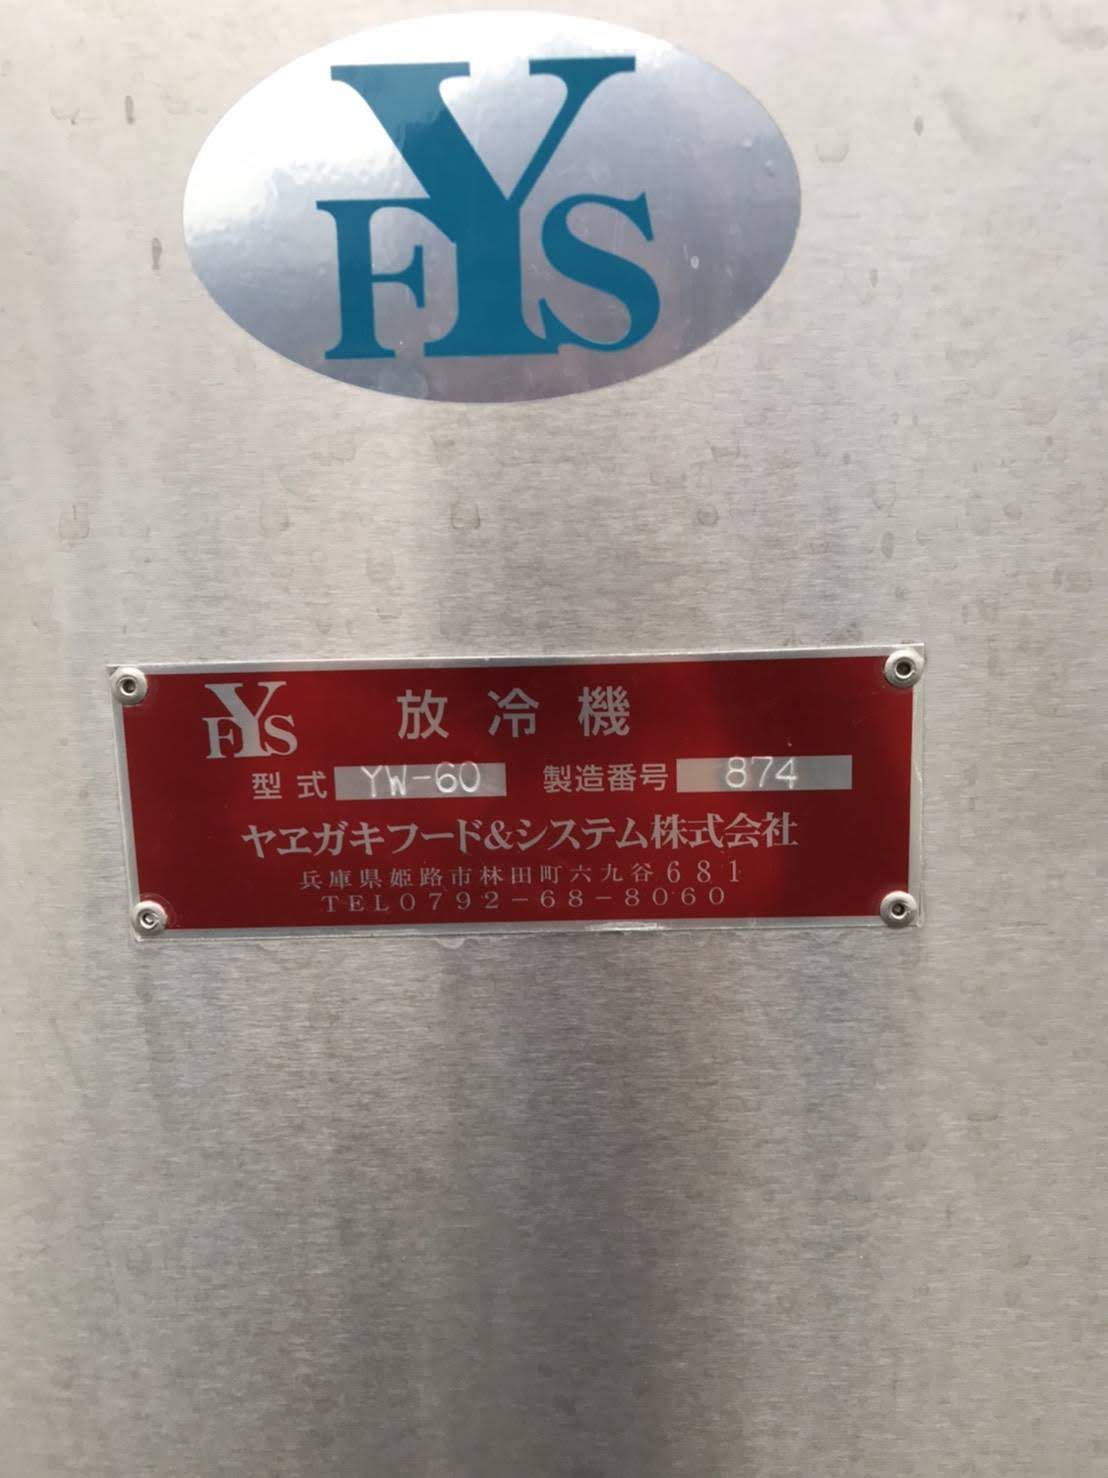 FYS
FYS 放冷機
型式 YW-60 製造番号 874
ヤヱガキフード&システム株式会社
兵庫県姫路市林田町六九谷681
TEL0792-68-8060